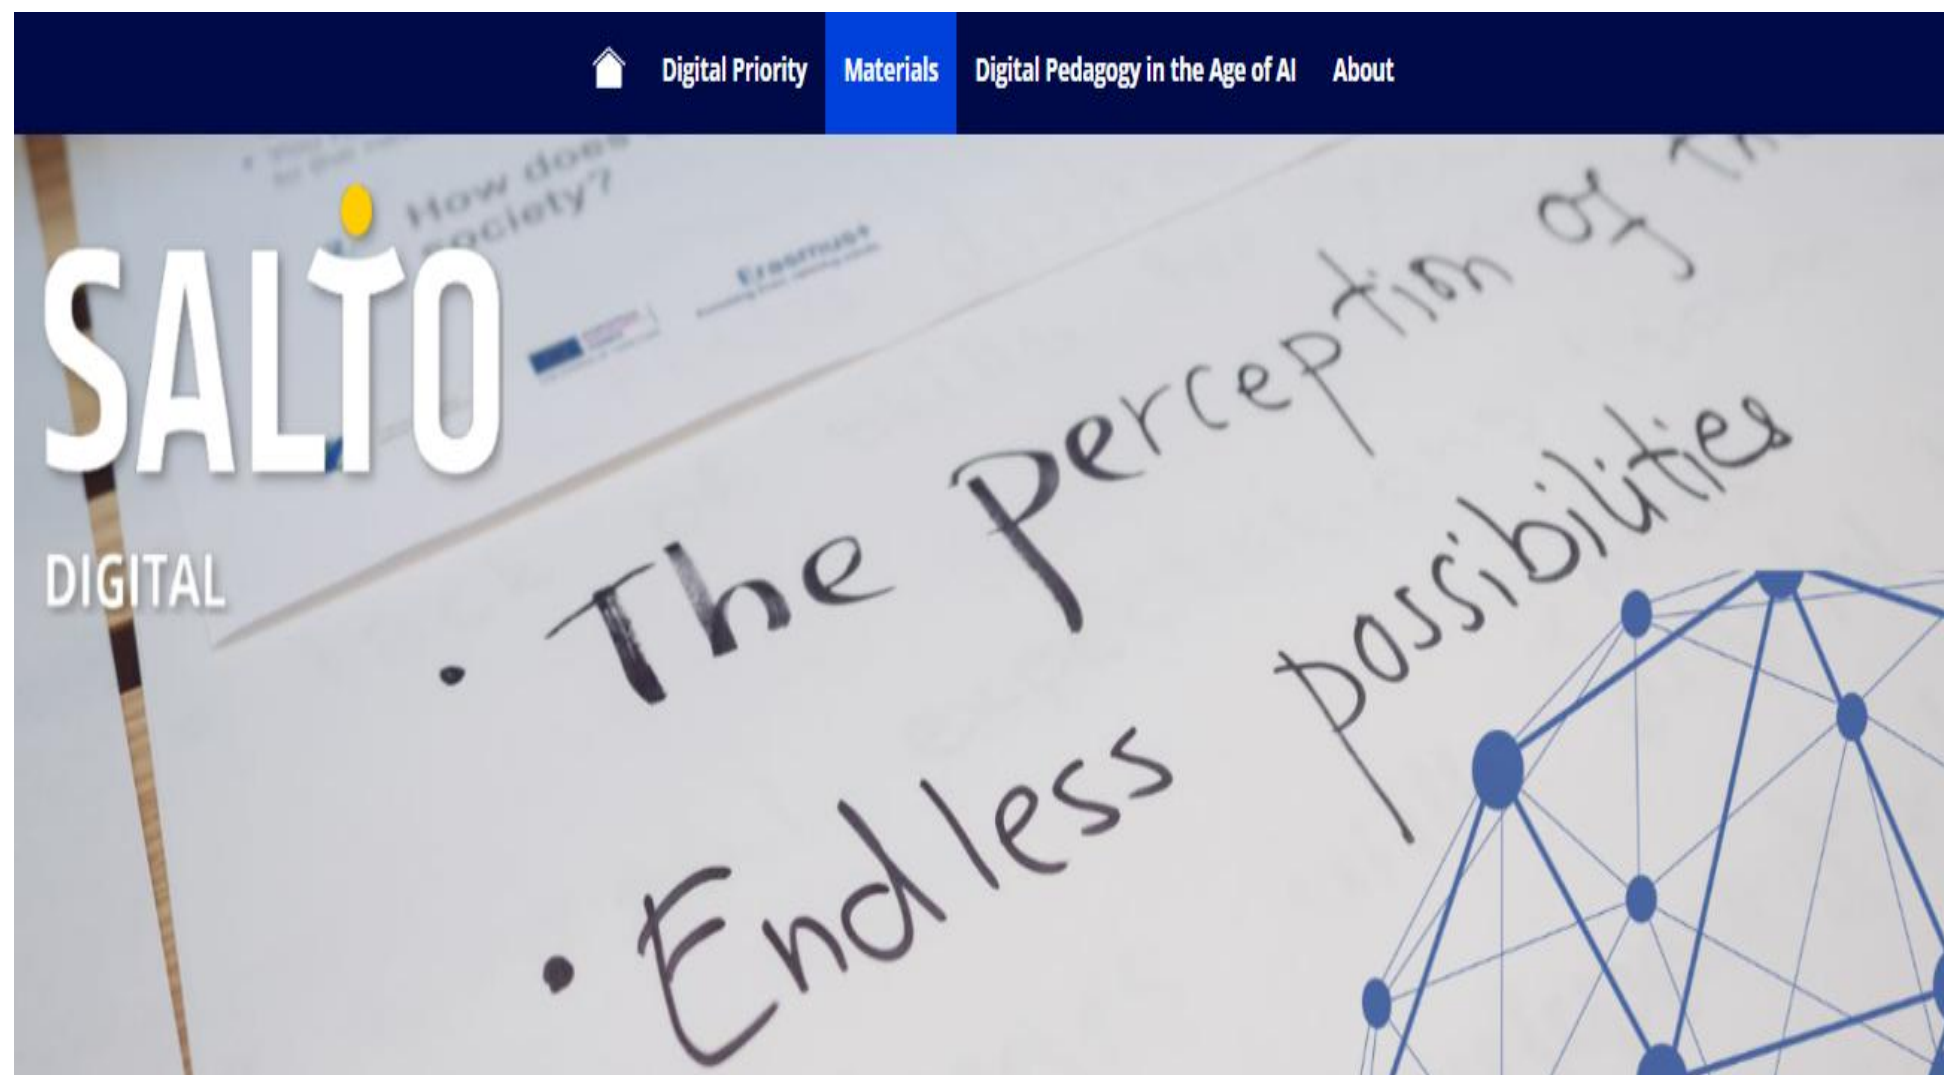 Digital Priority Materials Digital Pedagogy in the Age of AI About
How does
society?
Erasmus+
SALTO
DIGITAL
• The perception of
• Endless possibilities